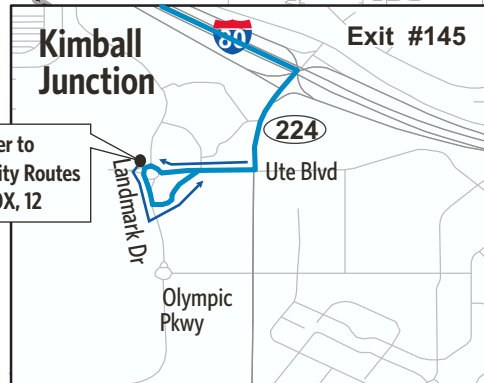 Kimball
Junction
80
Exit #145
224
er to
ity Routes
X, 12
Landmark Dr
Ute Blvd
Olympic
Pkwy